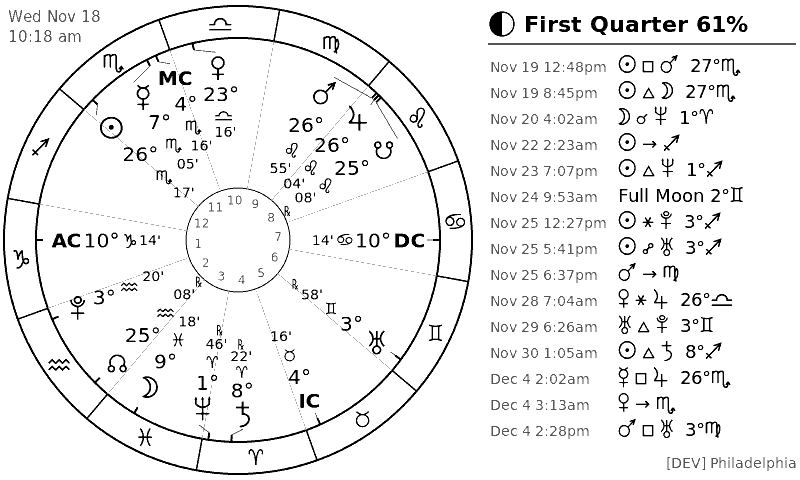 Wed Nov 18
10:18 am
◐ First Quarter 61%
Nov 19 12:48pm ☉ □ ♂ 27°♏
Nov 19 8:45pm ☉ △ ☽ 27°♏
Nov 20 4:02am ☽ ☌ ♆ 1°♈
Nov 22 2:23am ☉ → ♐
Nov 23 7:07pm ☉ △ ♆ 1°♐
Nov 24 9:53am Full Moon 2°♊
Nov 25 12:27pm ☉ ⚹ ♇ 3°♐
Nov 25 5:41pm ☉ ☍ ♅ 3°♐
Nov 25 6:37pm ♂ → ♍
Nov 28 7:04am ♀ ⚹ ♃ 26°♎
Nov 29 6:26am ♅ △ ♇ 3°♊
Nov 30 1:05am ☉ △ ♄ 8°♐
Dec 4 2:02am ☿ □ ♃ 26°♏
Dec 4 3:13am ♀ → ♏
Dec 4 2:28pm ♂ □ ♅ 3°♍
[DEV] Philadelphia
♎
♍
♌
♋
♊
♉
♈
♓
♒
♑
♐
♏
MC 4° ♏ 16'
♀ 23° ♎ 16'
☿ 7° ♏ 05'
☉ 26° ♏ 17'
♂ 26° ♌ 55'
♃ 26° ♌ 04'
☋ 25° ♌ 08' ℞
AC 10° ♑ 14'
14' ♋ 10° DC
♇ 3° ♒ 20'
☊ 25° ♒ 08' ℞
☽ 9° ♓ 18'
♆ 1° ♈ 46' ℞
♄ 8° ♈ 22' ℞
IC 4° ♉ 16'
♅ 3° ♊ 58' ℞
1
2
3
4
5
6
7
8
9
10
11
12